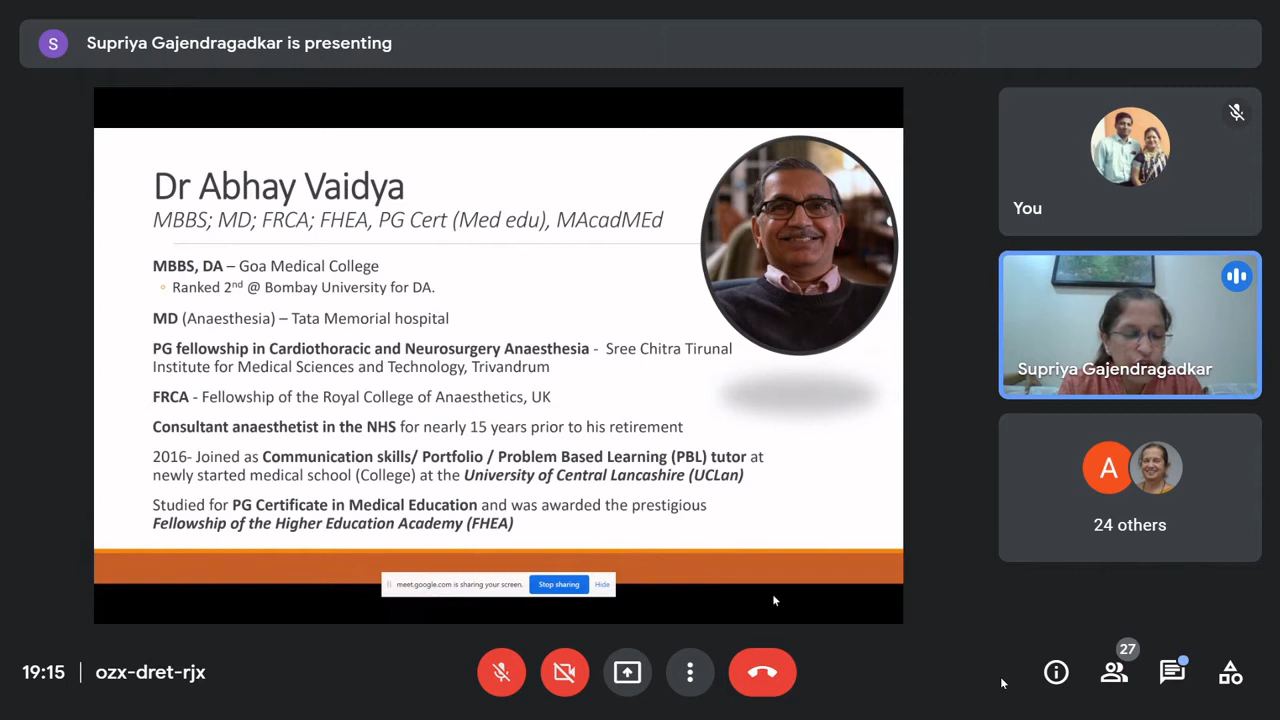 S
Supriya Gajendragadkar is presenting
Dr Abhay Vaidya
MBBS; MD; FRCA; FHEA, PG Cert (Med edu), MAcadMEd
MBBS, DA – Goa Medical College
Ranked 2nd @ Bombay University for DA.
MD (Anaesthesia) – Tata Memorial hospital
PG fellowship in Cardiothoracic and Neurosurgery Anaesthesia - Sree Chitra Tirunal
Institute for Medical Sciences and Technology, Trivandrum
FRCA - Fellowship of the Royal College of Anaesthetics, UK
Consultant anaesthetist in the NHS for nearly 15 years prior to his retirement
2016- Joined as Communication skills/ Portfolio / Problem Based Learning (PBL) tutor at
newly started medical school (College) at the University of Central Lancashire (UCLan)
Studied for PG Certificate in Medical Education and was awarded the prestigious
Fellowship of the Higher Education Academy (FHEA)
meet.google.com is sharing your screen. Stop sharing Hide
You
Supriya Gajendragadkar
A
24 others
19:15 ozx-dret-rjx
27